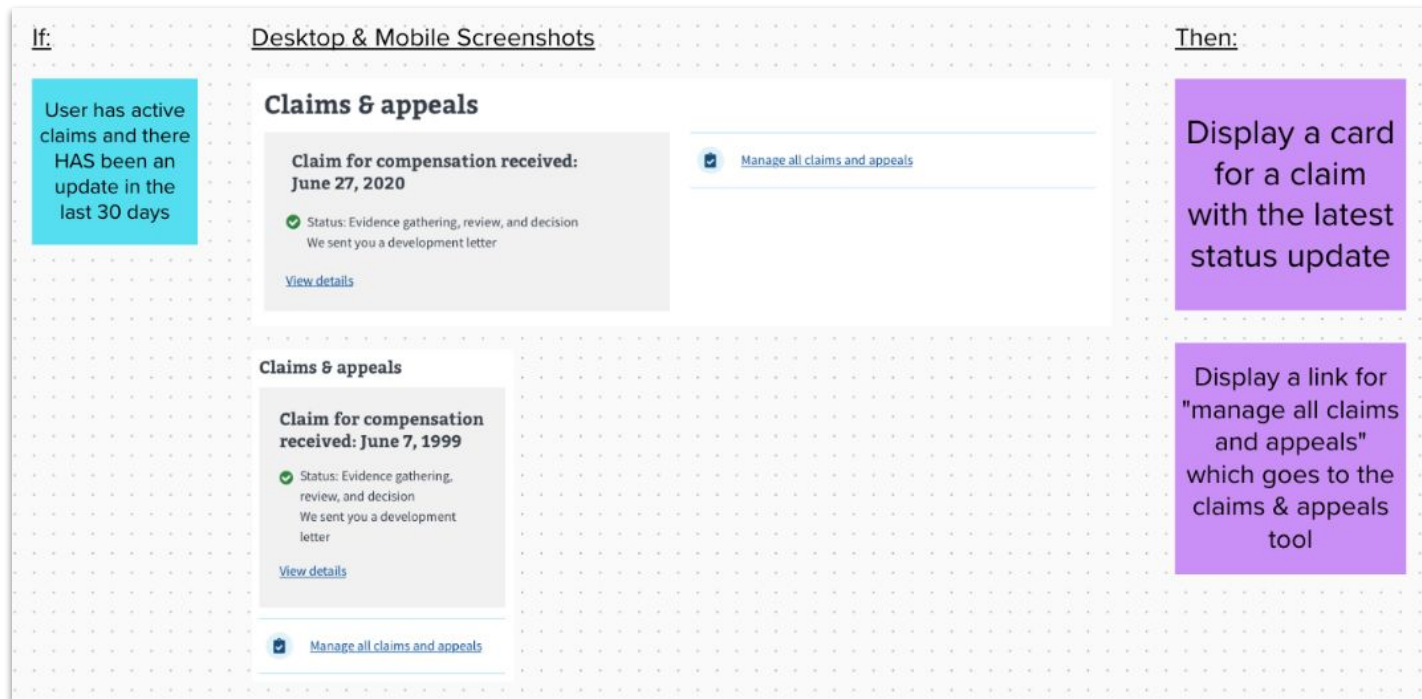 If:
Desktop & Mobile Screenshots
Then:
User has active
claims and there
HAS been an
update in the
last 30 days
Claims & appeals
Claim for compensation received:
June 27, 2020
Status: Evidence gathering, review, and decision
We sent you a development letter
View details
Manage all claims and appeals
Display a card
for a claim
with the latest
status update
Claims & appeals
Claim for compensation
received: June 7, 1999
Status: Evidence gathering,
review, and decision
We sent you a development
letter
View details
Manage all claims and appeals
Display a link for
"manage all claims
and appeals"
which goes to the
claims & appeals
tool